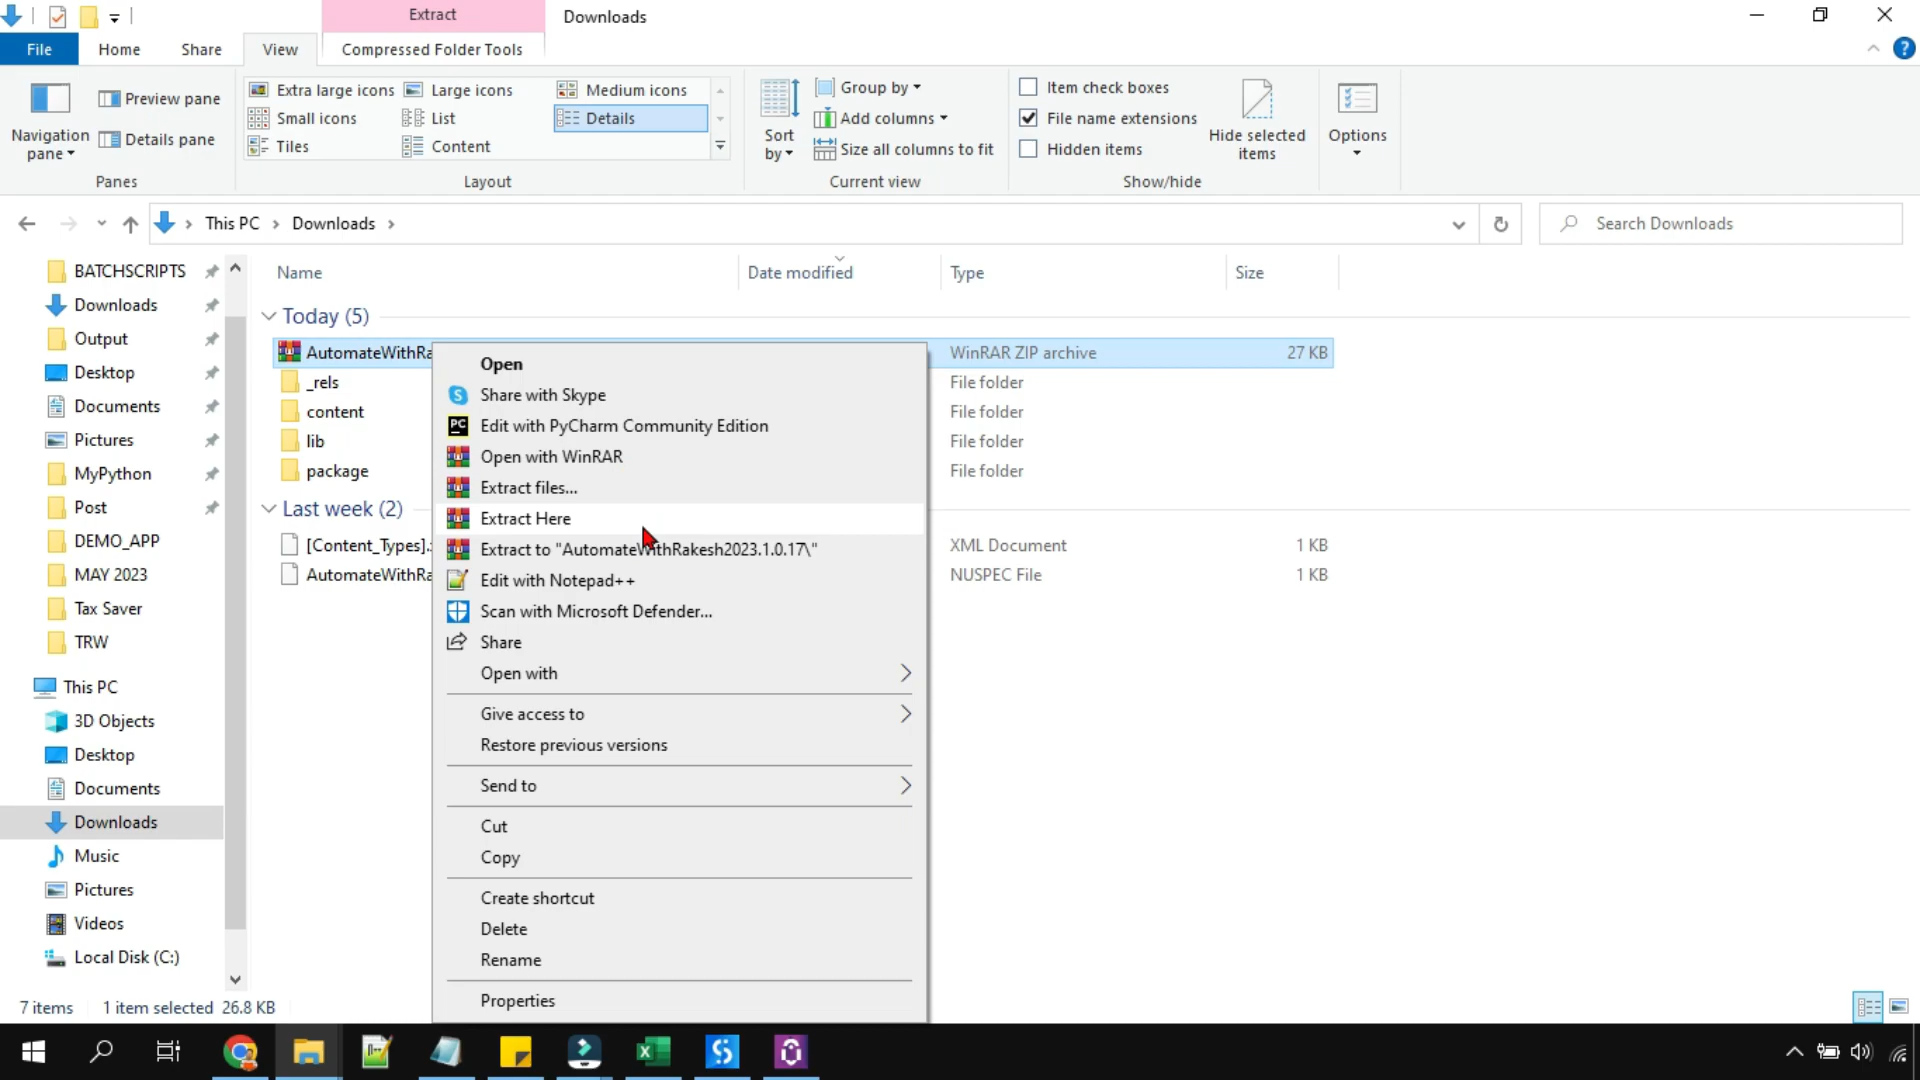 Extract
Downloads
File
Home
Share
View
Compressed Folder Tools
Navigation
pane
Preview pane
Details pane
Panes
Extra large icons
Large icons
Medium icons
Small icons
List
Details
Tiles
Content
Layout
Sort
by
Group by
Add columns
Size all columns to fit
Current view
Item check boxes
File name extensions
Hidden items
Hide selected
items
Show/hide
Options
This PC
Downloads
Search Downloads
BATCHSCRIPTS
Downloads
Output
Desktop
Documents
Pictures
MyPython
Post
DEMO_APP
MAY 2023
Tax Saver
TRW
This PC
3D Objects
Desktop
Documents
Downloads
Music
Pictures
Videos
Local Disk (C:)
Name
Date modified
Type
Size
Today (5)
AutomateWithRa
WinRAR ZIP archive
27 KB
_rels
File folder
content
File folder
lib
File folder
package
File folder
Last week (2)
[Content_Types].
XML Document
1 KB
AutomateWithRa
NUSPEC File
1 KB
Open
Share with Skype
Edit with PyCharm Community Edition
Open with WinRAR
Extract files...
Extract Here
Extract to "AutomateWithRakesh2023.1.0.17\"
Edit with Notepad++
Scan with Microsoft Defender...
Share
Open with
Give access to
Restore previous versions
Send to
Cut
Copy
Create shortcut
Delete
Rename
Properties
7 items
1 item selected 26.8 KB